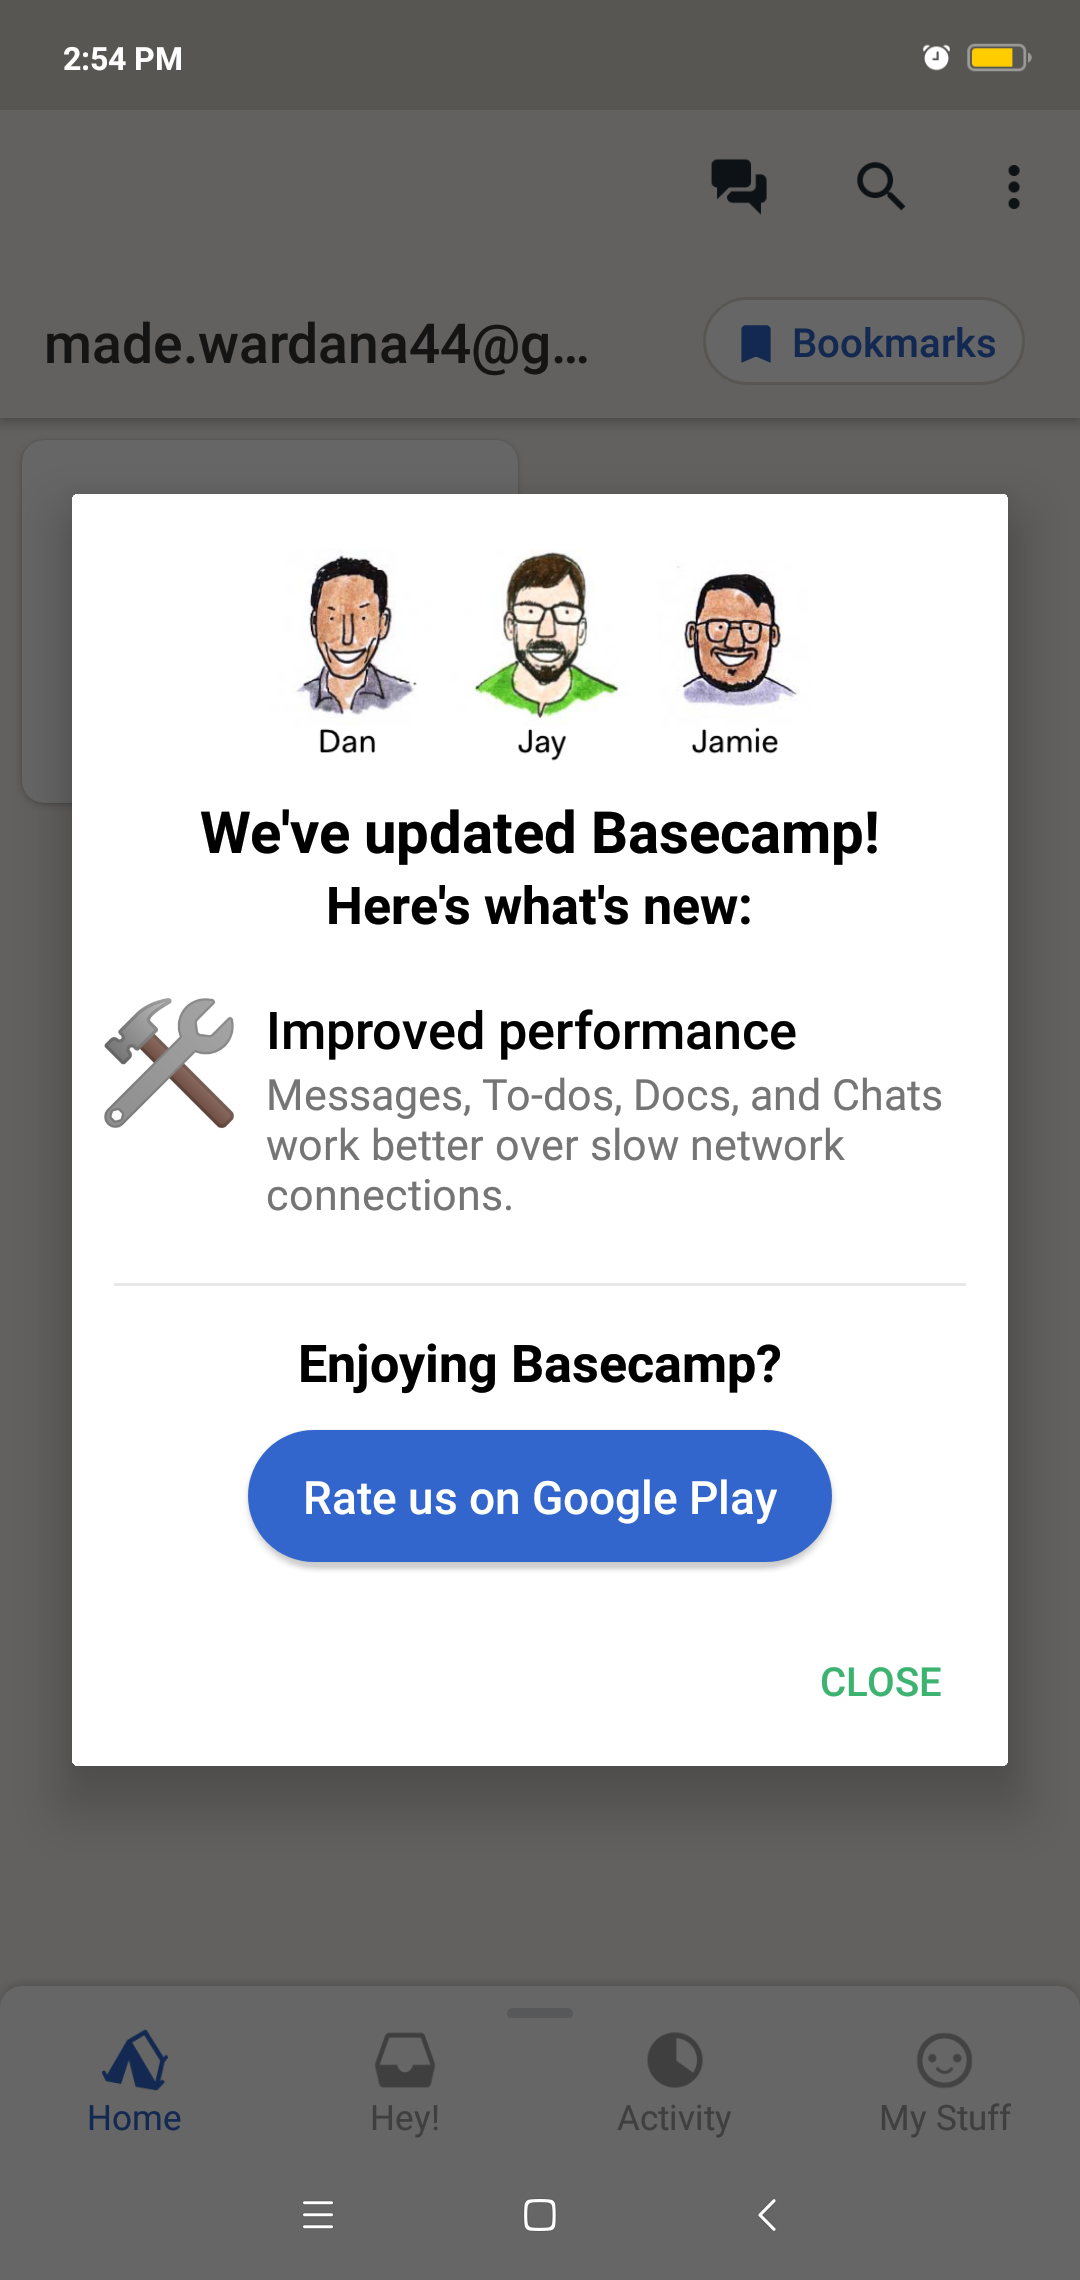 2:54 PM
made.wardana44@g...
Bookmarks
Dan
Jay
Jamie
We've updated Basecamp!
Here's what's new:
Improved performance
Messages, To-dos, Docs, and Chats
work better over slow network
connections.
Enjoying Basecamp?
Rate us on Google Play
CLOSE
Home
Hey!
Activity
My Stuff